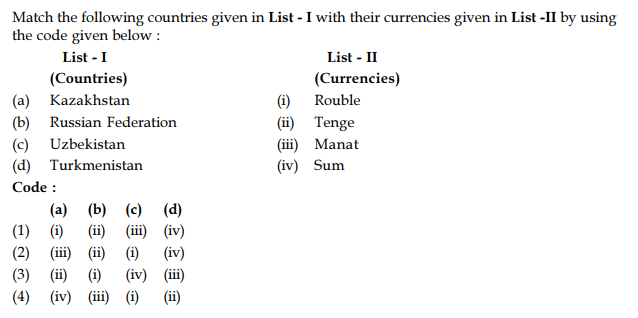 Match the following countries given in List - I with their currencies given in List -II by using
the code given below :
List - I List - II
(Countries) (Currencies)
(a) Kazakhstan (i) Rouble
(b) Russian Federation (ii) Tenge
(c) Uzbekistan (iii) Manat
(d) Turkmenistan (iv) Sum
Code :
(a) (b) (c) (d)
(1) (i) (ii) (iii) (iv)
(2) (iii) (ii) (i) (iv)
(3) (ii) (i) (iv) (iii)
(4) (iv) (iii) (i) (ii)